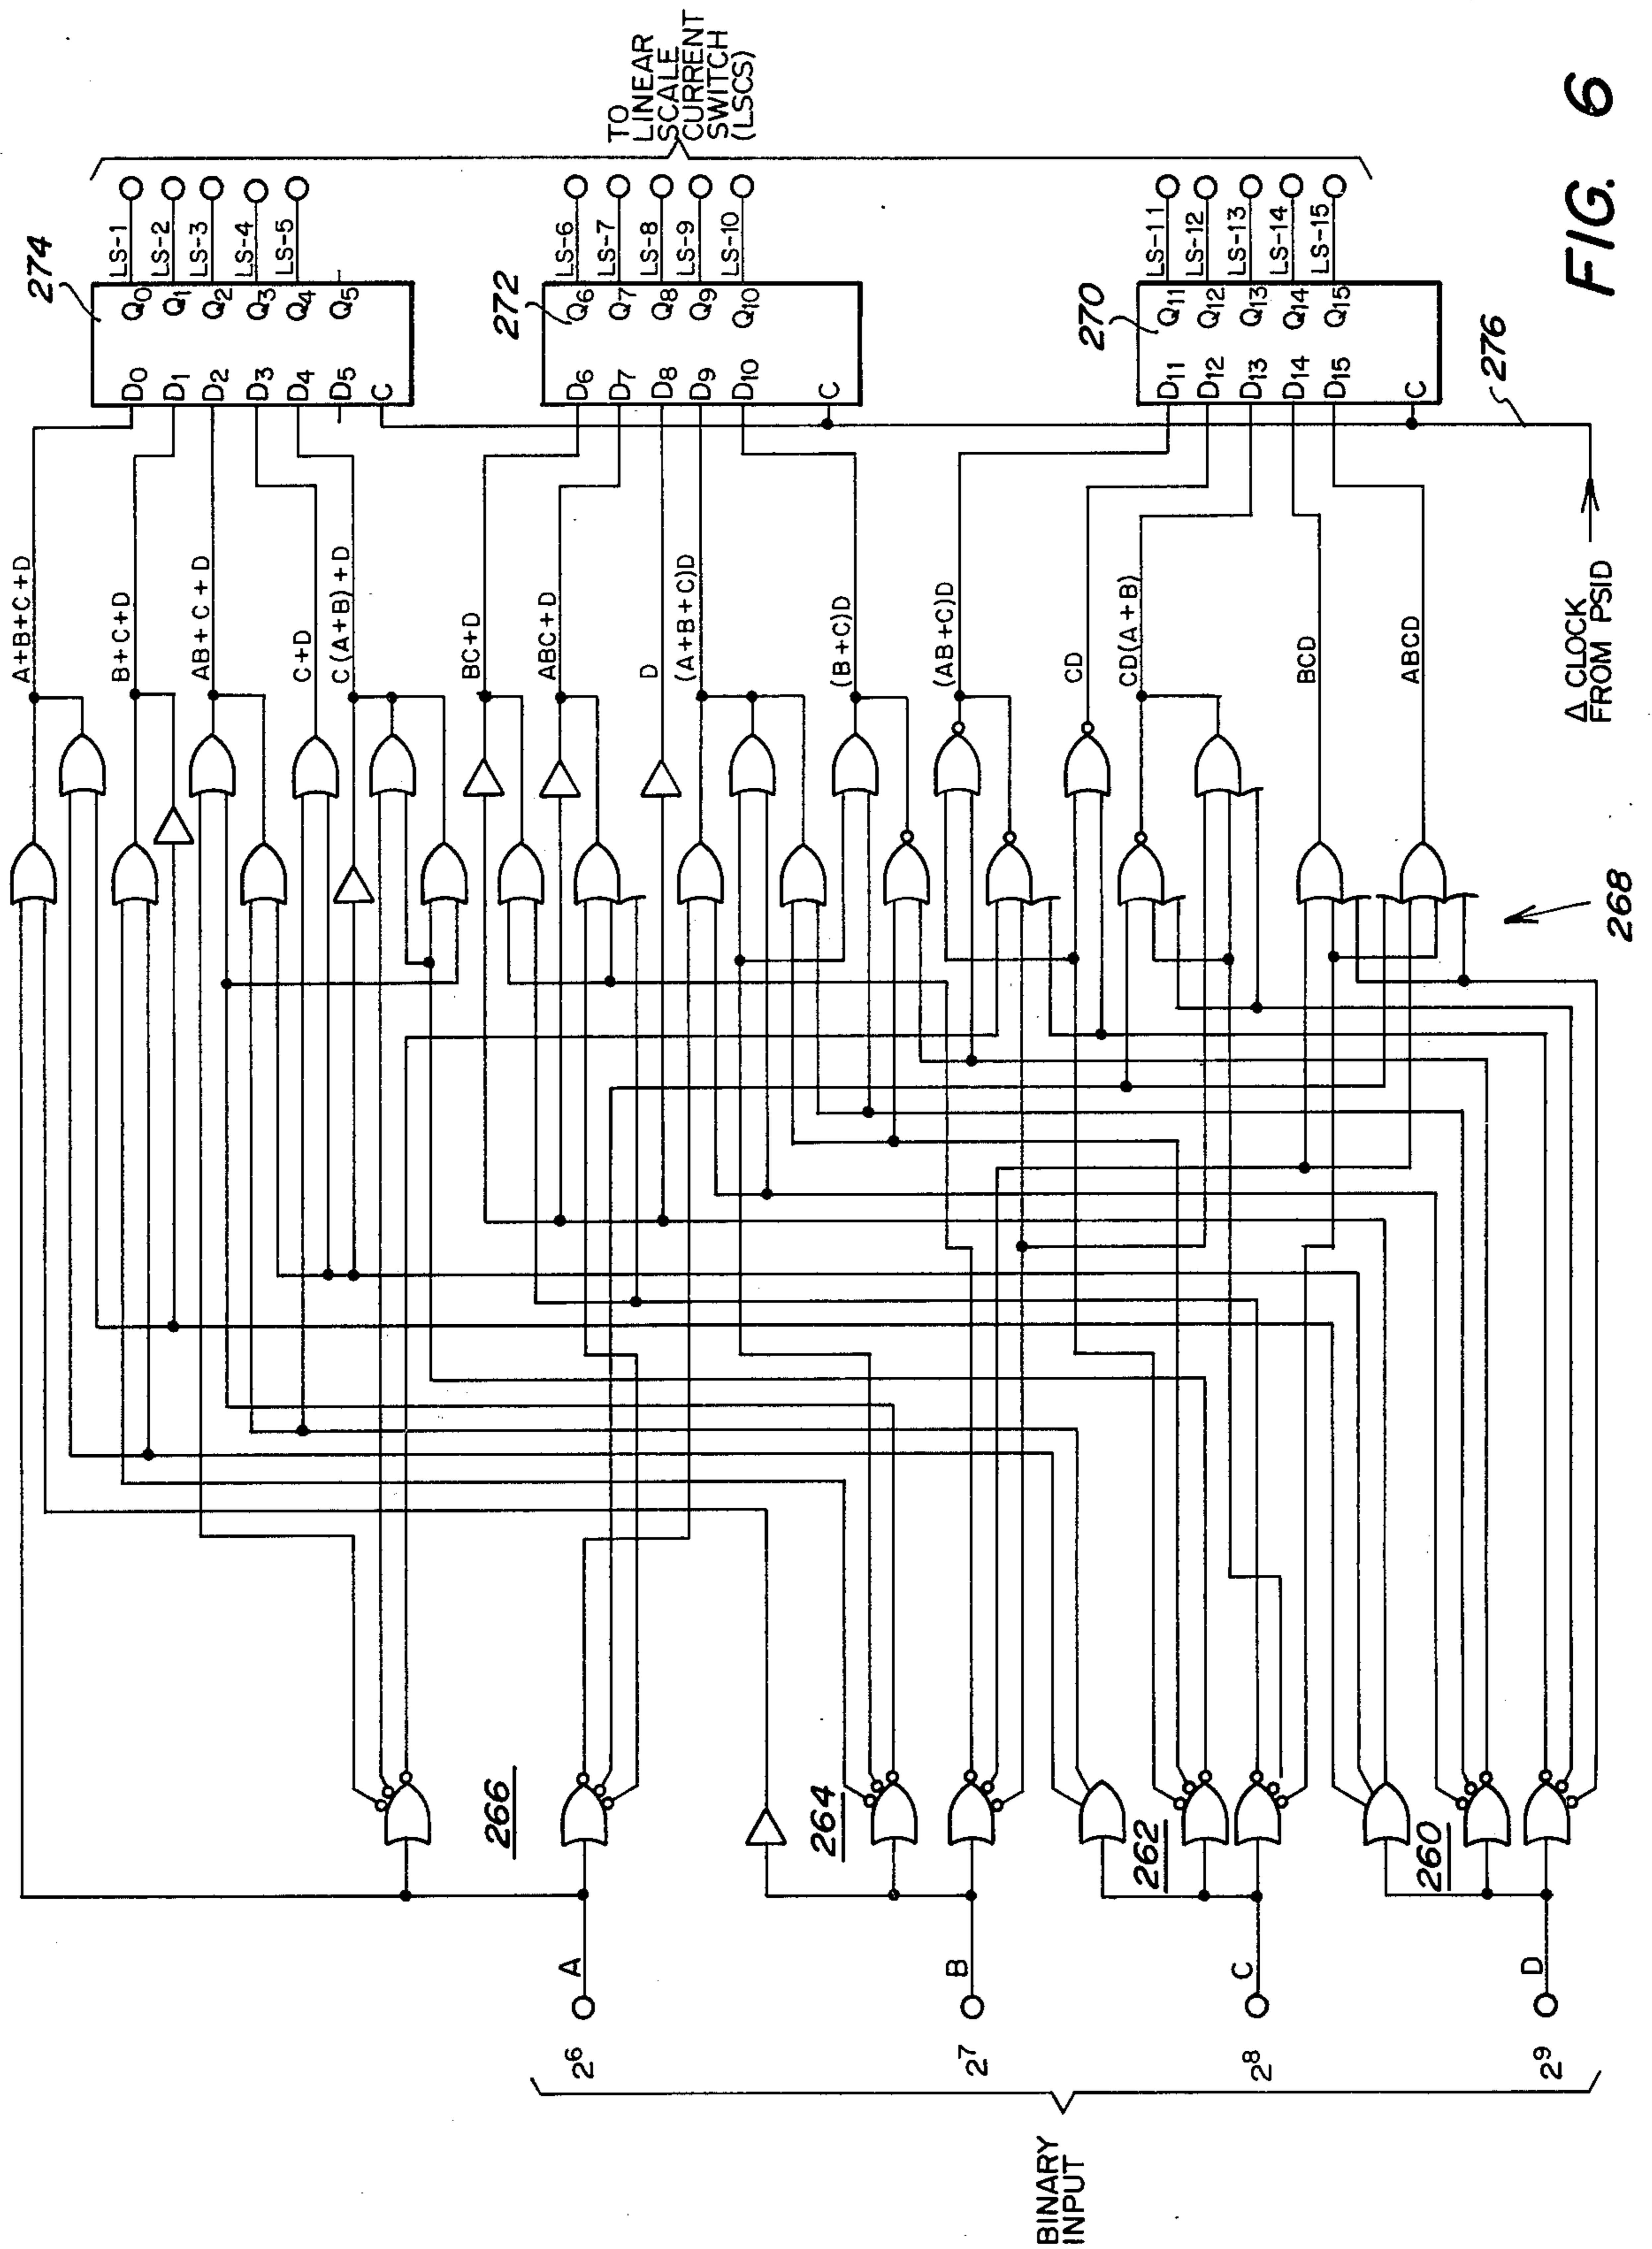 274
LS-1
LS-2
LS-3
LS-4
LS-5
Q0
Q1
Q2
Q3
Q4
Q5
D0
D1
D2
D3
D4
D5
C
272
LS-6
LS-7
LS-8
LS-9
LS-10
Q6
Q7
Q8
Q9
Q10
D6
D7
D8
D9
D10
C
270
LS-11
LS-12
LS-13
LS-14
LS-15
Q11
Q12
Q13
Q14
Q15
D11
D12
D13
D14
D15
C
TO
LINEAR
SCALE
CURRENT
SWITCH
(LSCS)
276
A+B+C+D
B+C+D
AB+C+D
C+D
C(A+B)+D
BC+D
ABC+D
D
(A+B+C)D
(B+C)D
(AB+C)D
CD
CD(A+B)
BCD
ABCD
Δ CLOCK
FROM PSID
268
266
264
262
260
A
B
C
D
2⁶
2⁷
2⁸
2⁹
BINARY
INPUT
FIG. 6